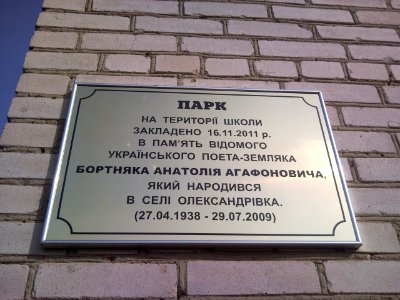 ПАРК
НА ТЕРИТОРІЇ ШКОЛИ
ЗАКЛАДЕНО 16.11.2011 р.
В ПАМ'ЯТЬ ВІДОМОГО
УКРАЇНСЬКОГО ПОЕТА-ЗЕМЛЯКА
БОРТНЯКА АНАТОЛІЯ АГАФОНОВИЧА,
ЯКИЙ НАРОДИВСЯ
В СЕЛІ ОЛЕКСАНДРІВКА.
(27.04.1938 - 29.07.2009)